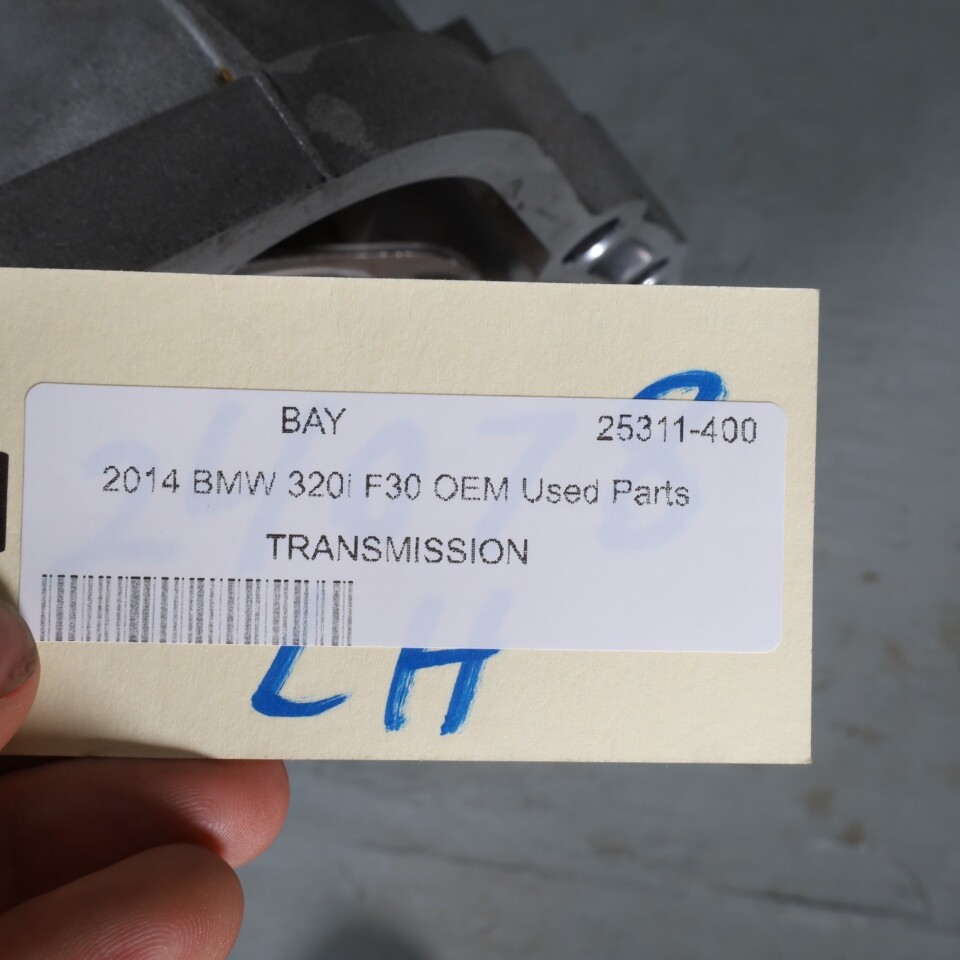 BAY 25311-400
2014 BMW 320i F30 OEM Used Parts
TRANSMISSION
LH